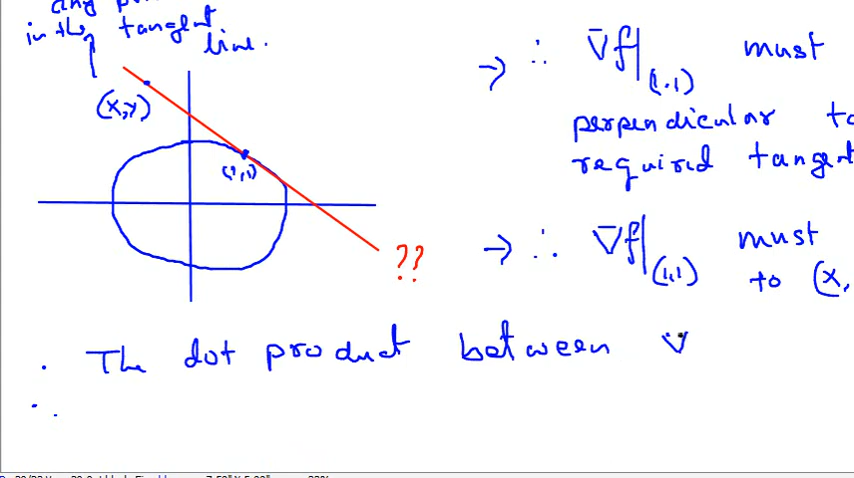 any
in the tangent
line.
(x,y)
(1,1)
??
→ ∴ ∇f|(1,1) must
perpendicular to
required tangent
→ ∴ ∇f|(1,1) must
to (x,
∴ The dot product between ∇